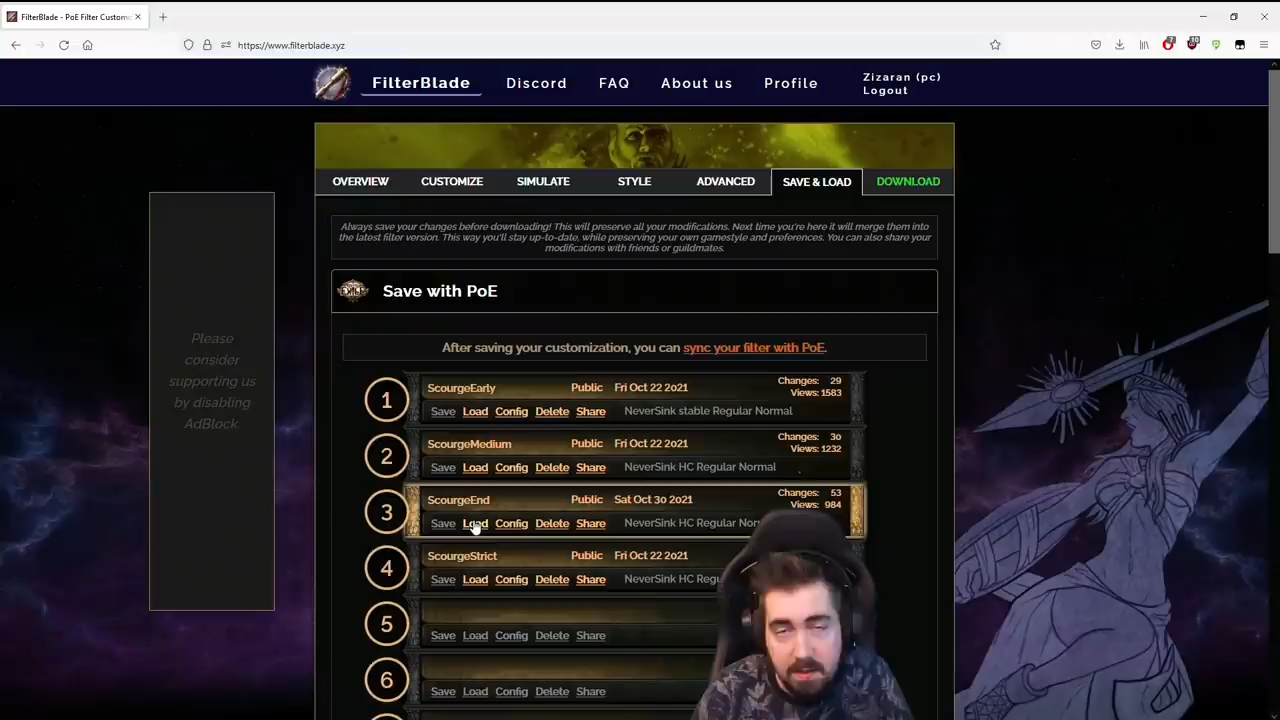 FilterBlade - PoE Filter Customi
https://www.filterblade.xyz
7
10
FilterBlade
Discord
FAQ
About us
Profile
Zizaran (pc)
Logout
OVERVIEW
CUSTOMIZE
SIMULATE
STYLE
ADVANCED
SAVE & LOAD
DOWNLOAD
Always save your changes before downloading! This will preserve all your modifications. Next time you're here it will merge them into
the latest filter version. This way you'll stay up-to-date, while preserving your own gamestyle and preferences. You can also share your
modifications with friends or guildmates.
EXILE
Save with PoE
After saving your customization, you can sync your filter with PoE.
1
ScourgeEarly Public Fri Oct 22 2021
Changes: 29
Views: 1583
Save Load Config Delete Share NeverSink stable Regular Normal
2
ScourgeMedium Public Fri Oct 22 2021
Changes: 30
Views: 1232
Save Load Config Delete Share NeverSink HC Regular Normal
3
ScourgeEnd Public Sat Oct 30 2021
Changes: 53
Views: 984
Save Load Config Delete Share NeverSink HC Regular Nor
4
ScourgeStrict Public Fri Oct 22 2021
Save Load Config Delete Share NeverSink HC Regu
5
Save Load Config Delete Share
6
Save Load Config Delete Share
Please
consider
supporting us
by disabling
AdBlock.